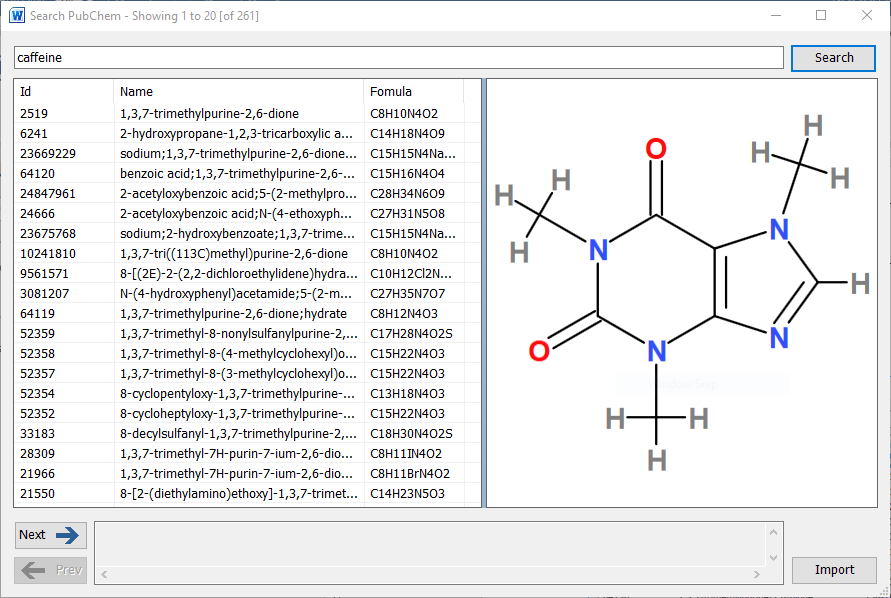 Search PubChem - Showing 1 to 20 [of 261]
caffeine
Search
Id Name Fomula
2519 1,3,7-trimethylpurine-2,6-dione C8H10N4O2
6241 2-hydroxypropane-1,2,3-tricarboxylic a... C14H18N4O9
23669229 sodium;1,3,7-trimethylpurine-2,6-dione... C15H15N4Na...
64120 benzoic acid;1,3,7-trimethylpurine-2,6-... C15H16N4O4
24847961 2-acetyloxybenzoic acid;5-(2-methylpro... C28H34N6O9
24666 2-acetyloxybenzoic acid;N-(4-ethoxyph... C27H31N5O8
23675768 sodium;2-hydroxybenzoate;1,3,7-trime... C15H15N4Na...
10241810 1,3,7-tri((113C)methyl)purine-2,6-dione C8H10N4O2
9561571 8-[(2E)-2-(2,2-dichloroethylidene)hydra... C10H12Cl2N...
3081207 N-(4-hydroxyphenyl)acetamide;5-(2-m... C27H35N7O7
64119 1,3,7-trimethylpurine-2,6-dione;hydrate C8H12N4O3
52359 1,3,7-trimethyl-8-nonylsulfanylpurine-2,... C17H28N4O2S
52358 1,3,7-trimethyl-8-(4-methylcyclohexyl)o... C15H22N4O3
52357 1,3,7-trimethyl-8-(3-methylcyclohexyl)o... C15H22N4O3
52354 8-cyclopentyloxy-1,3,7-trimethylpurine-... C13H18N4O3
52352 8-cycloheptyloxy-1,3,7-trimethylpurine-... C15H22N4O3
33183 8-decylsulfanyl-1,3,7-trimethylpurine-2,... C18H30N4O2S
28309 1,3,7-trimethyl-7H-purin-7-ium-2,6-dio... C8H11IN4O2
21966 1,3,7-trimethyl-7H-purin-7-ium-2,6-dio... C8H11BrN4O2
21550 8-[2-(diethylamino)ethoxy]-1,3,7-trimet... C14H23N5O3
H
O H
H H
H
N
N
H
H
O N N
H H
H
Next
Prev
Import